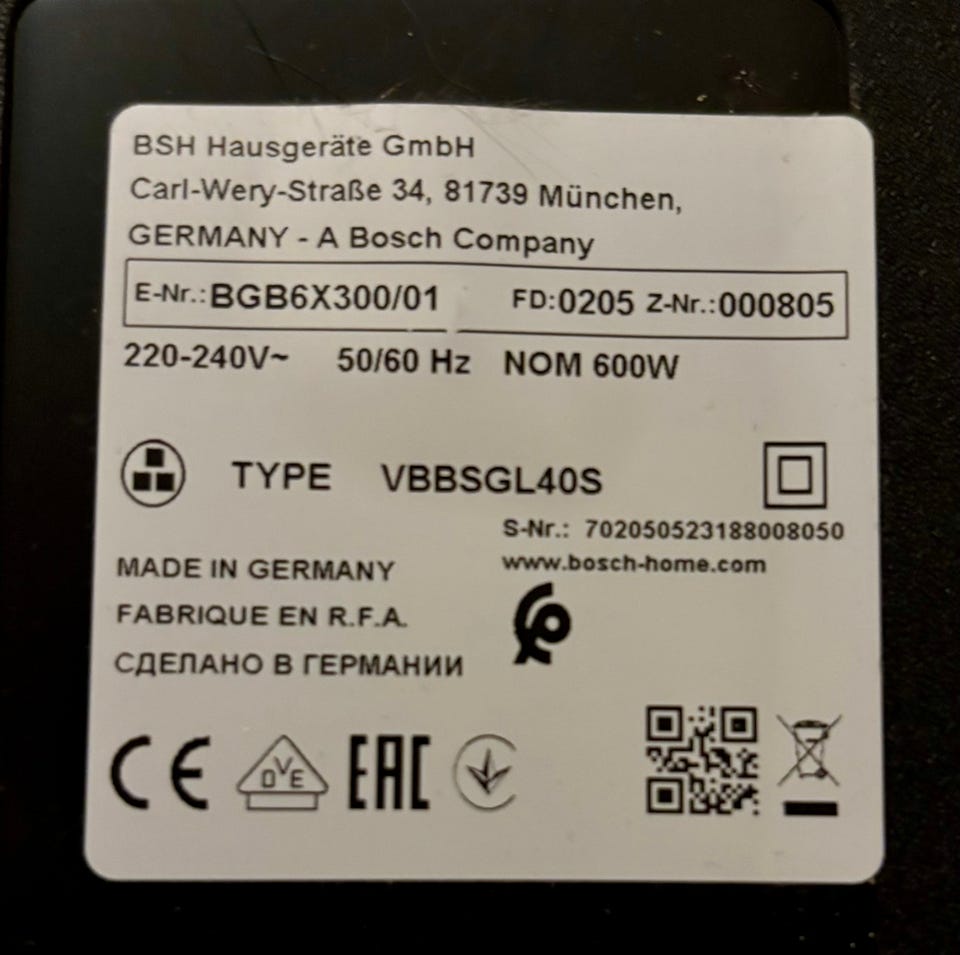 BSH Hausgeräte GmbH
Carl-Wery-Straße 34, 81739 München,
GERMANY - A Bosch Company
E-Nr.: BGB6X300/01 FD: 0205 Z-Nr.: 000805
220-240V~ 50/60 Hz NOM 600W
TYPE VBBSGL40S
S-Nr.: 702050523188008050
MADE IN GERMANY www.bosch-home.com
FABRIQUE EN R.F.A.
СДЕЛАНО В ГЕРМАНИИ
CE DVE EAC